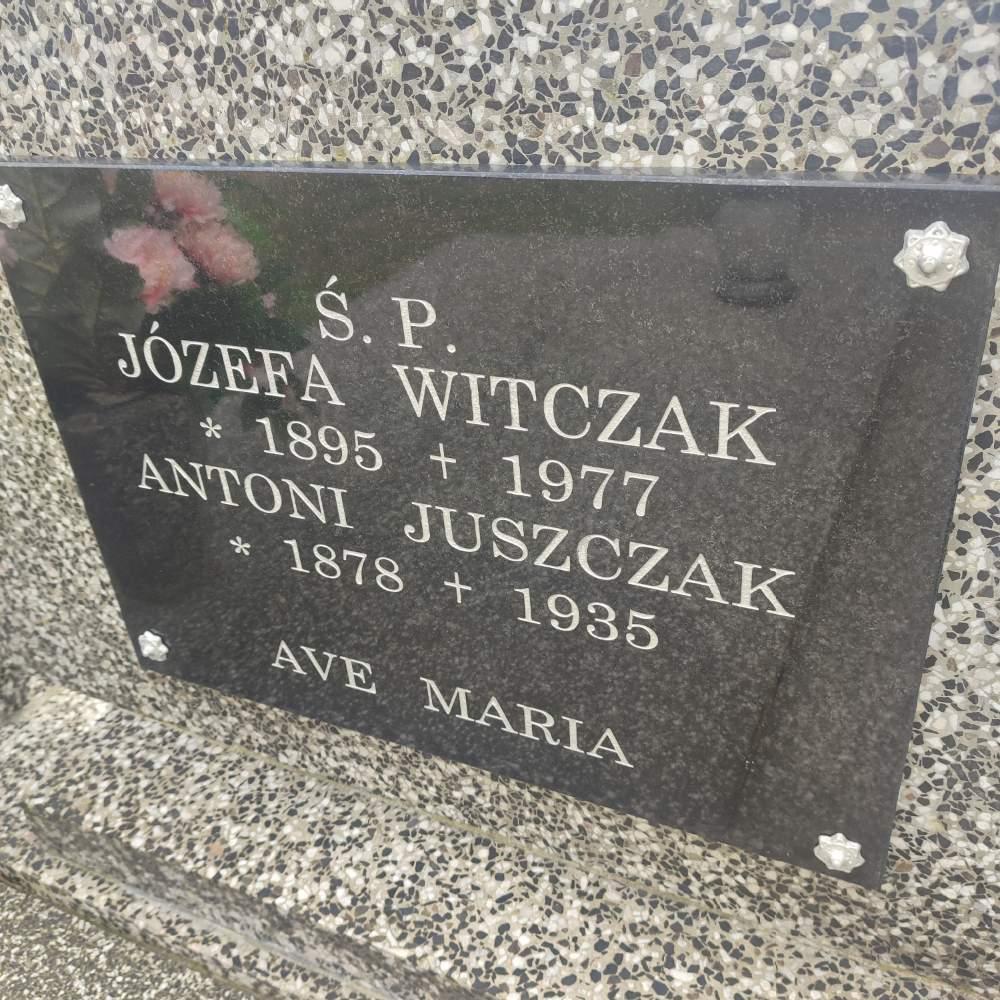 Ś. P.
JÓZEFA WITCZAK
* 1895 + 1977
ANTONI JUSZCZAK
* 1878 + 1935
AVE MARIA